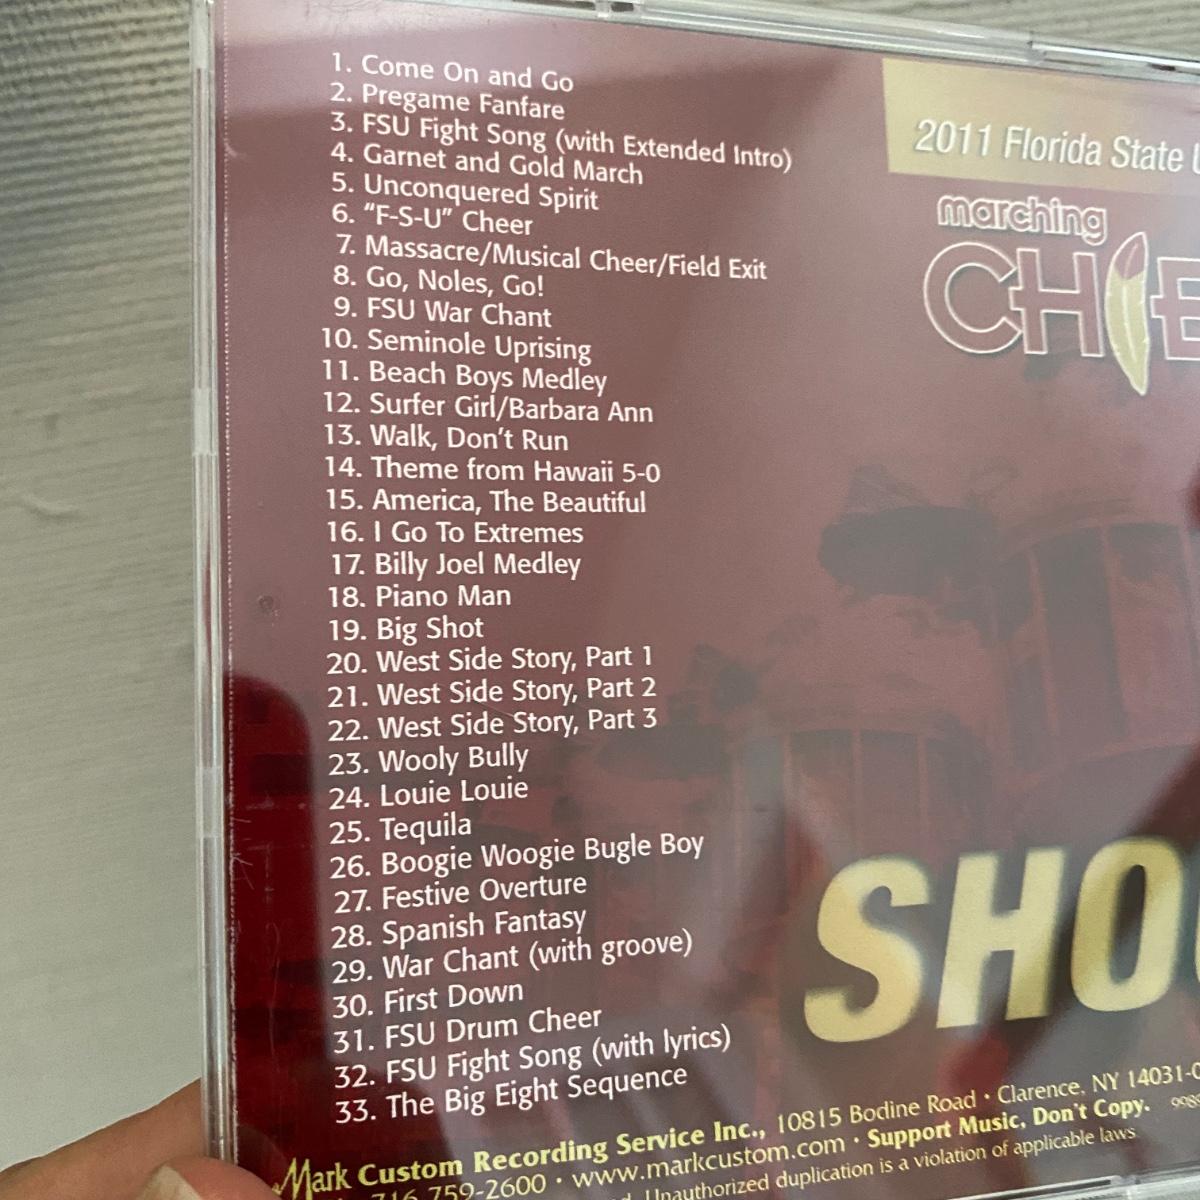 1. Come On and Go
2. Pregame Fanfare
3. FSU Fight Song (with Extended Intro)
4. Garnet and Gold March
5. Unconquered Spirit
6. "F-S-U" Cheer
7. Massacre/Musical Cheer/Field Exit
8. Go, Noles, Go!
9. FSU War Chant
10. Seminole Uprising
11. Beach Boys Medley
12. Surfer Girl/Barbara Ann
13. Walk, Don't Run
14. Theme from Hawaii 5-0
15. America, The Beautiful
16. I Go To Extremes
17. Billy Joel Medley
18. Piano Man
19. Big Shot
20. West Side Story, Part 1
21. West Side Story, Part 2
22. West Side Story, Part 3
23. Wooly Bully
24. Louie Louie
25. Tequila
26. Boogie Woogie Bugle Boy
27. Festive Overture
28. Spanish Fantasy
29. War Chant (with groove)
30. First Down
31. FSU Drum Cheer
32. FSU Fight Song (with lyrics)
33. The Big Eight Sequence
2011 Florida State
marching
CHIE
SHO
Mark Custom Recording Service Inc., 10815 Bodine Road · Clarence, NY 14031-0
716 759-2600 · www.markcustom.com · Support Music, Don't Copy.
Unauthorized duplication is a violation of applicable laws